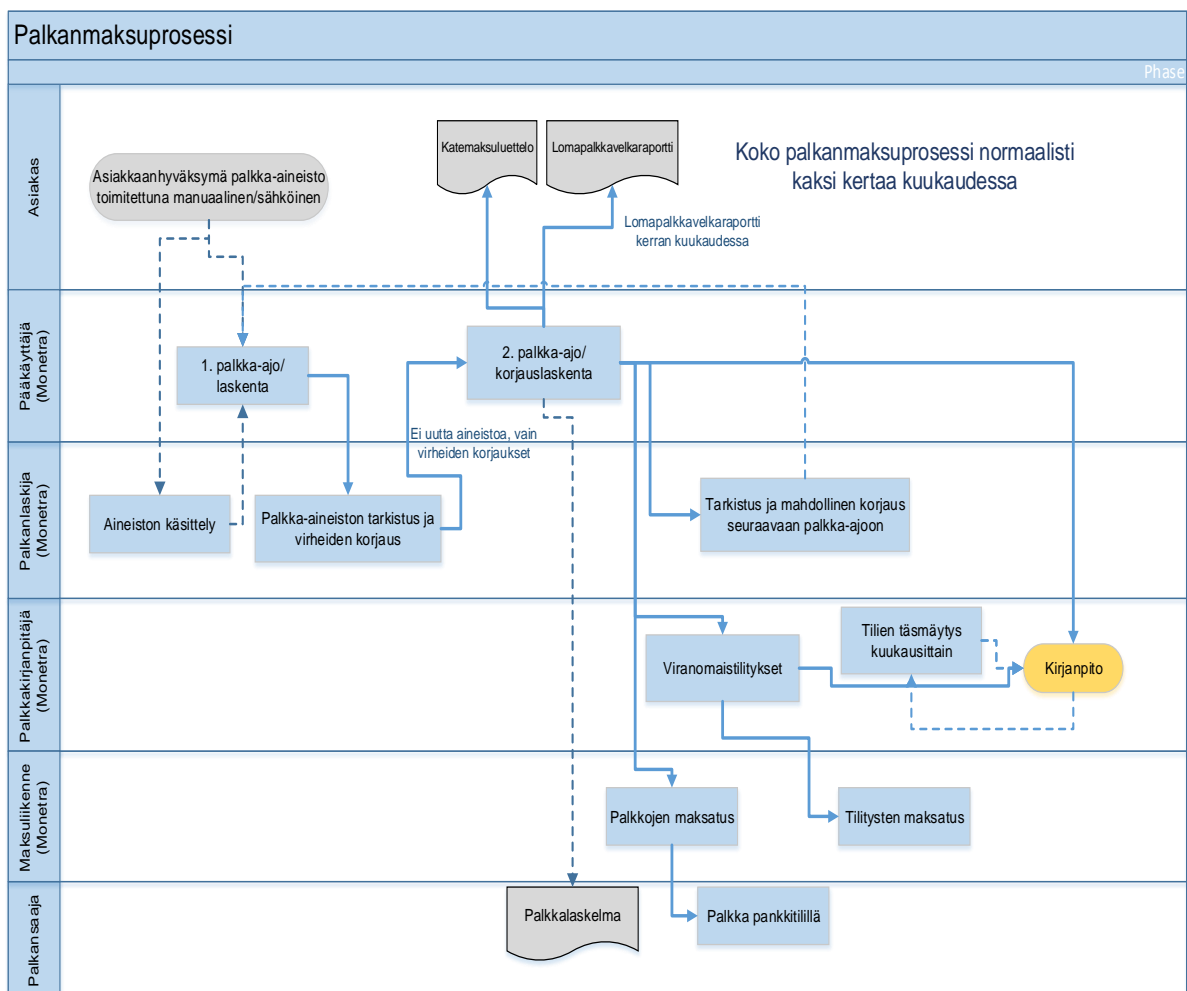 Palkanmaksuprosessi
Phase
Asiakas
Asiakkaanhyväksymä palkka-aineisto
toimitettuna manuaalinen/sähköinen
Katemaksuluettelo
Lomapalkkavelkaraportti
Koko palkanmaksuprosessi normaalisti
kaksi kertaa kuukaudessa
Lomapalkkavelkaraportti
kerran kuukaudessa
Pääkäyttäjä
(Monetra)
1. palkka-ajo/
laskenta
2. palkka-ajo/
korjauslaskenta
Ei uutta aineistoa, vain
virheiden korjaukset
Palkanlaskija
(Monetra)
Aineiston käsittely
Palkka-aineiston tarkistus ja
virheiden korjaus
Tarkistus ja mahdollinen korjaus
seuraavaan palkka-ajoon
Palkkakirjanpitäjä
(Monetra)
Viranomaistilitykset
Tilien täsmäytys
kuukausittain
Kirjanpito
Maksuliikenne
(Monetra)
Palkkojen maksatus
Tilitysten maksatus
Palkansaaja
Palkkalaskelma
Palkka pankkitilillä